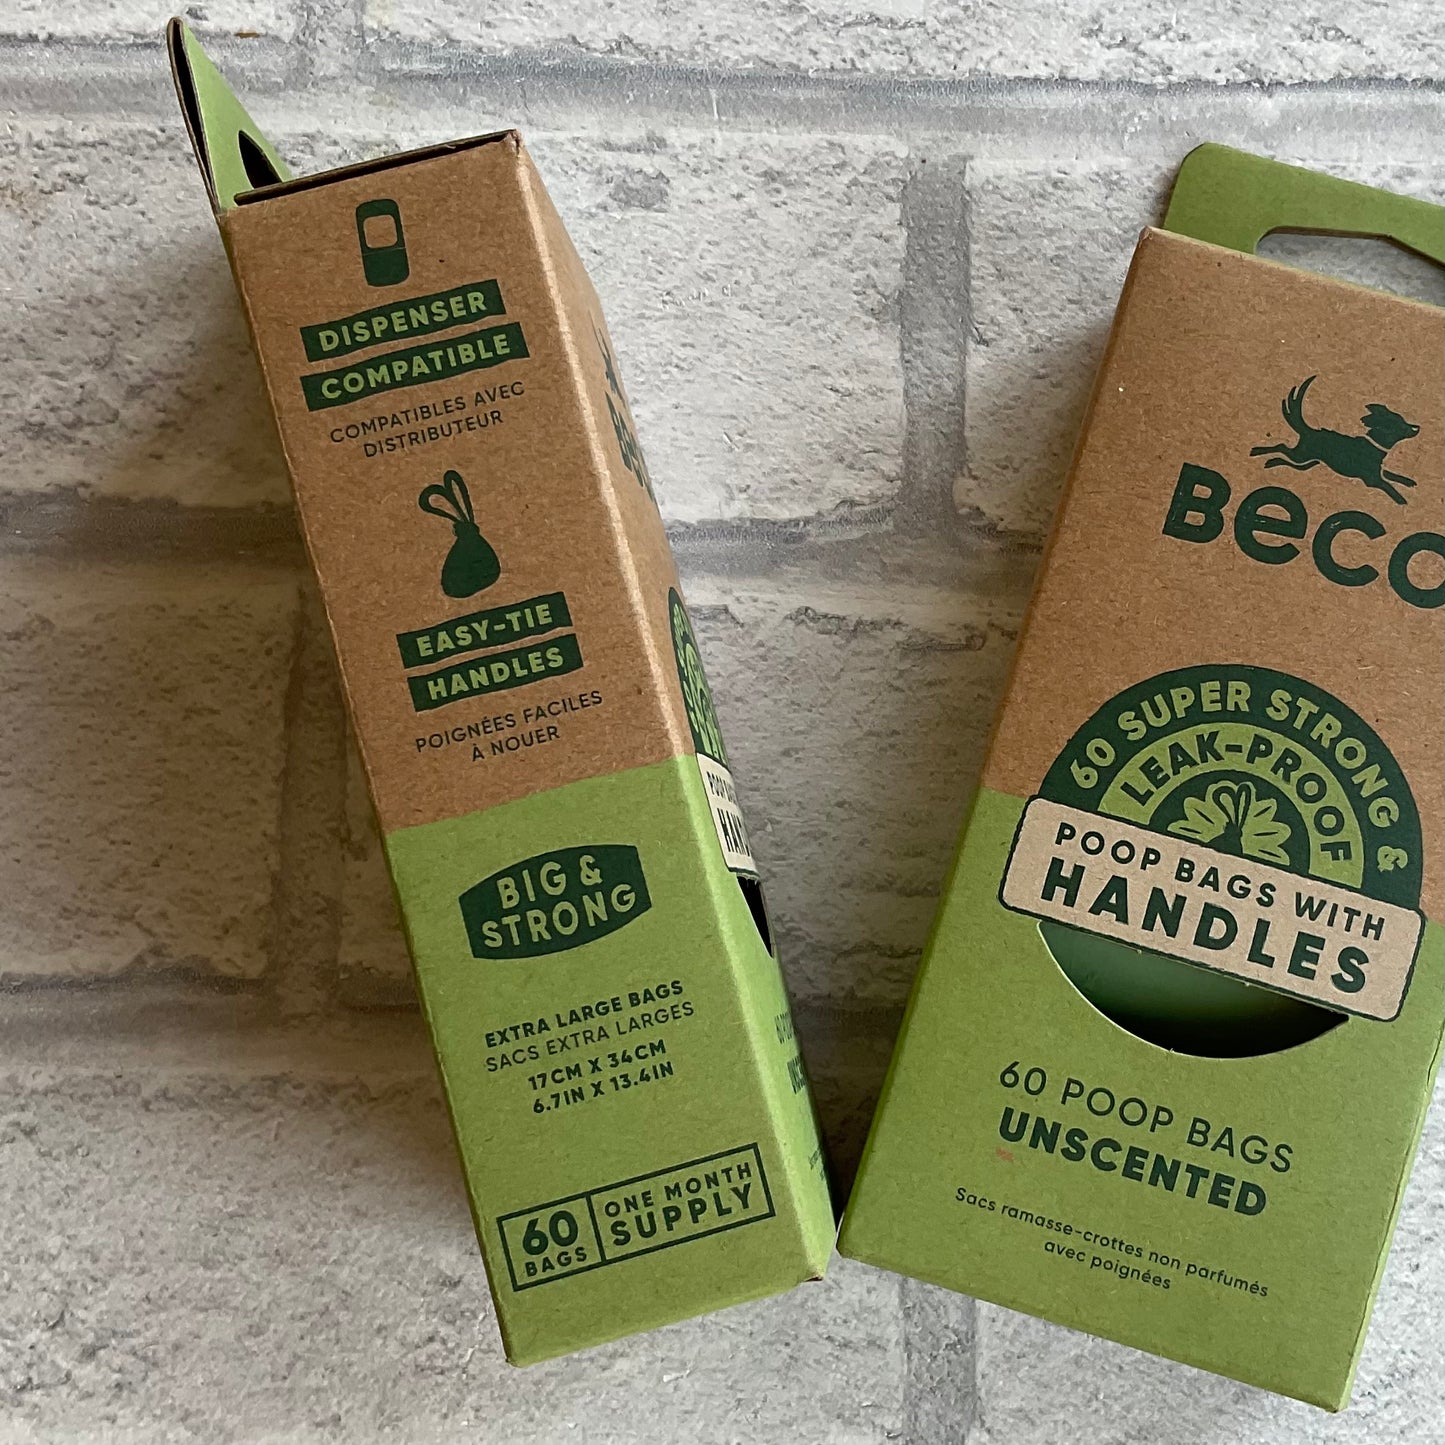 DISPENSER
COMPATIBLE
COMPATIBLES AVEC
DISTRIBUTEUR
EASY-TIE
HANDLES
POIGNÉES FACILES
À NOUER
BIG &
STRONG
EXTRA LARGE BAGS
SACS EXTRA LARGES
17CM X 34CM
6.7IN X 13.4IN
60
BAGS
ONE MONTH
SUPPLY
BECO
60 SUPER STRONG &
LEAK-PROOF
POOP BAGS WITH
HANDLES
60 POOP BAGS
UNSCENTED
Sacs ramasse-crottes non parfumés
avec poignées